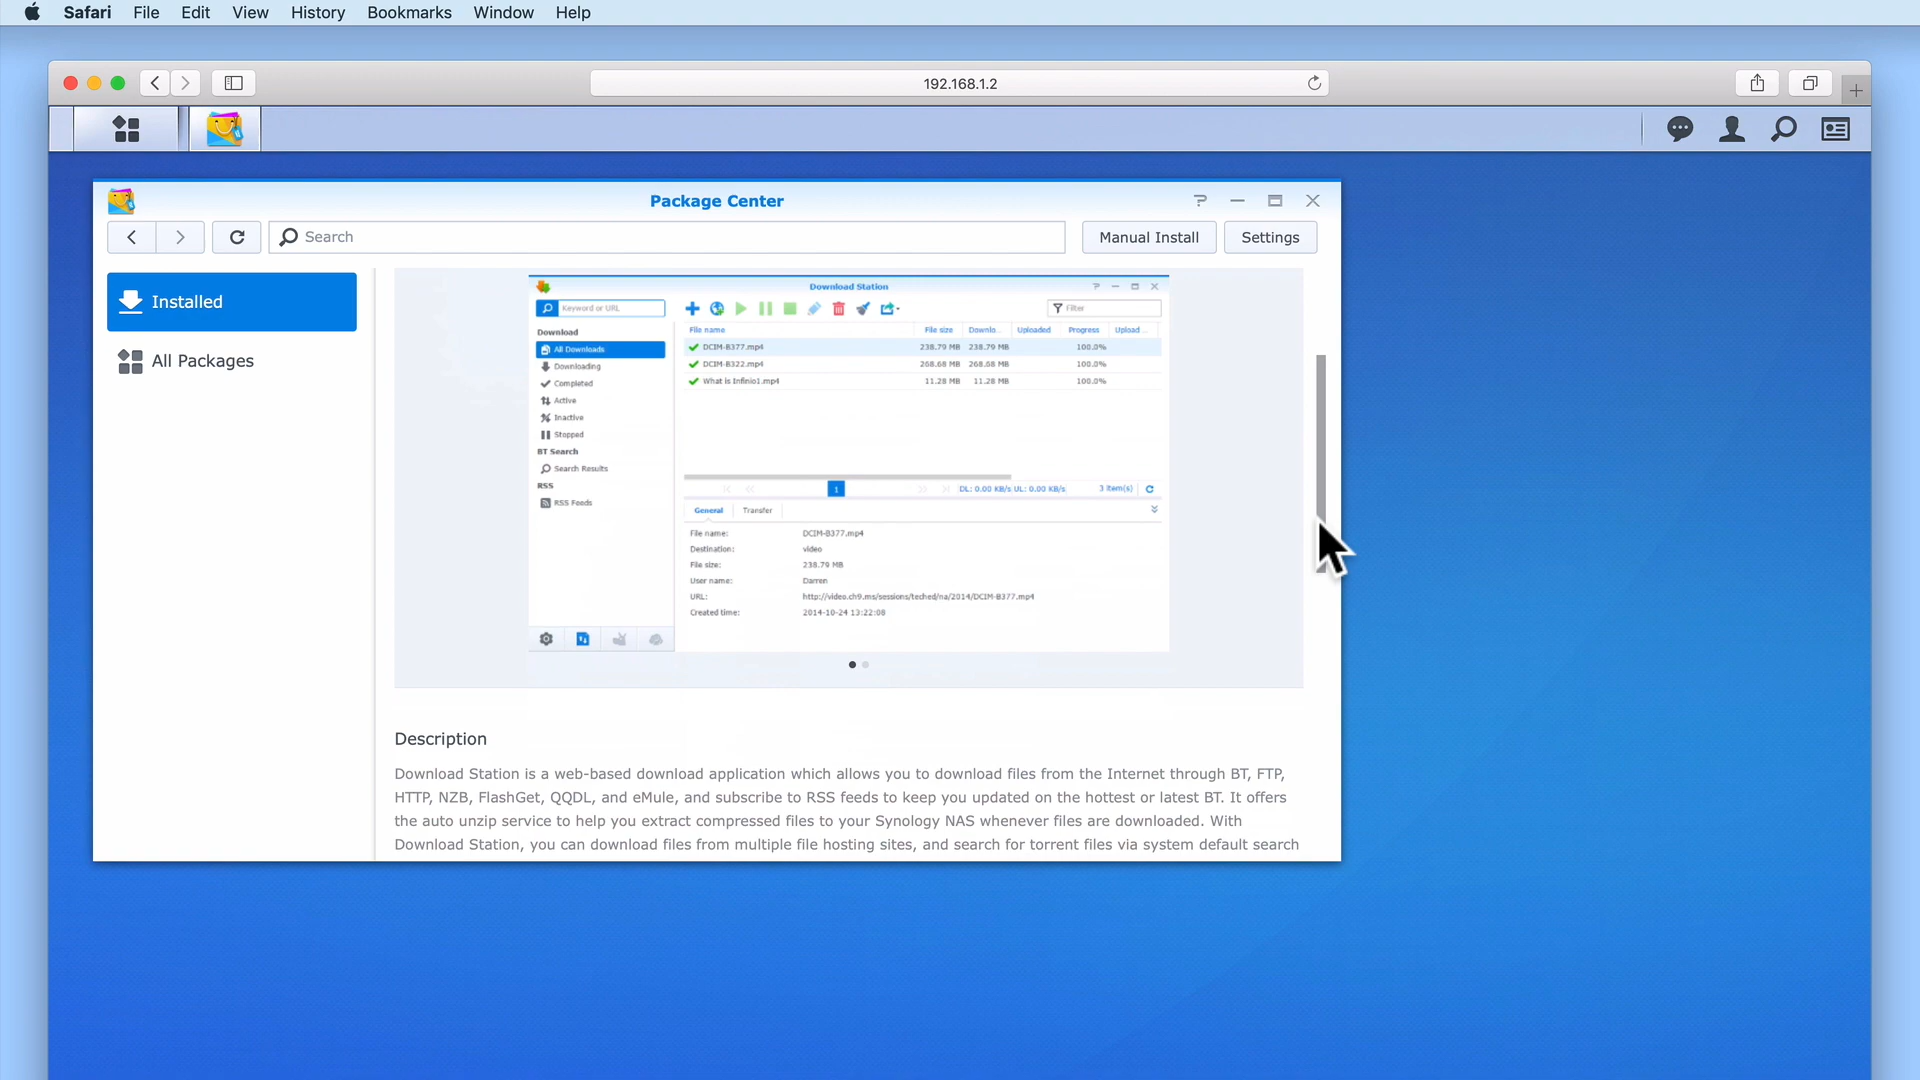 Safari File Edit View History Bookmarks Window Help
192.168.1.2
Package Center
Search
Manual Install
Settings
Installed
All Packages
Download Station
Keyword or URL
Filter
Download
All Downloads
Downloading
Completed
Active
Inactive
Stopped
BT Search
Search Results
RSS
RSS Feeds
File name File size Downlo... Uploaded Progress Upload ...
DCIM-B377.mp4 238.79 MB 238.79 MB 100.0%
DCIM-B322.mp4 268.68 MB 268.68 MB 100.0%
What is Infinio1.mp4 11.28 MB 11.28 MB 100.0%
1 DL: 0.00 KB/s UL: 0.00 KB/s 3 item(s)
General Transfer
File name: DCIM-B377.mp4
Destination: video
File size: 238.79 MB
User name: Darren
URL: http://video.ch9.ms/sessions/teched/na/2014/DCIM-B377.mp4
Created time: 2014-10-24 13:22:08
Description
Download Station is a web-based download application which allows you to download files from the Internet through BT, FTP,
HTTP, NZB, FlashGet, QQDL, and eMule, and subscribe to RSS feeds to keep you updated on the hottest or latest BT. It offers
the auto unzip service to help you extract compressed files to your Synology NAS whenever files are downloaded. With
Download Station, you can download files from multiple file hosting sites, and search for torrent files via system default search